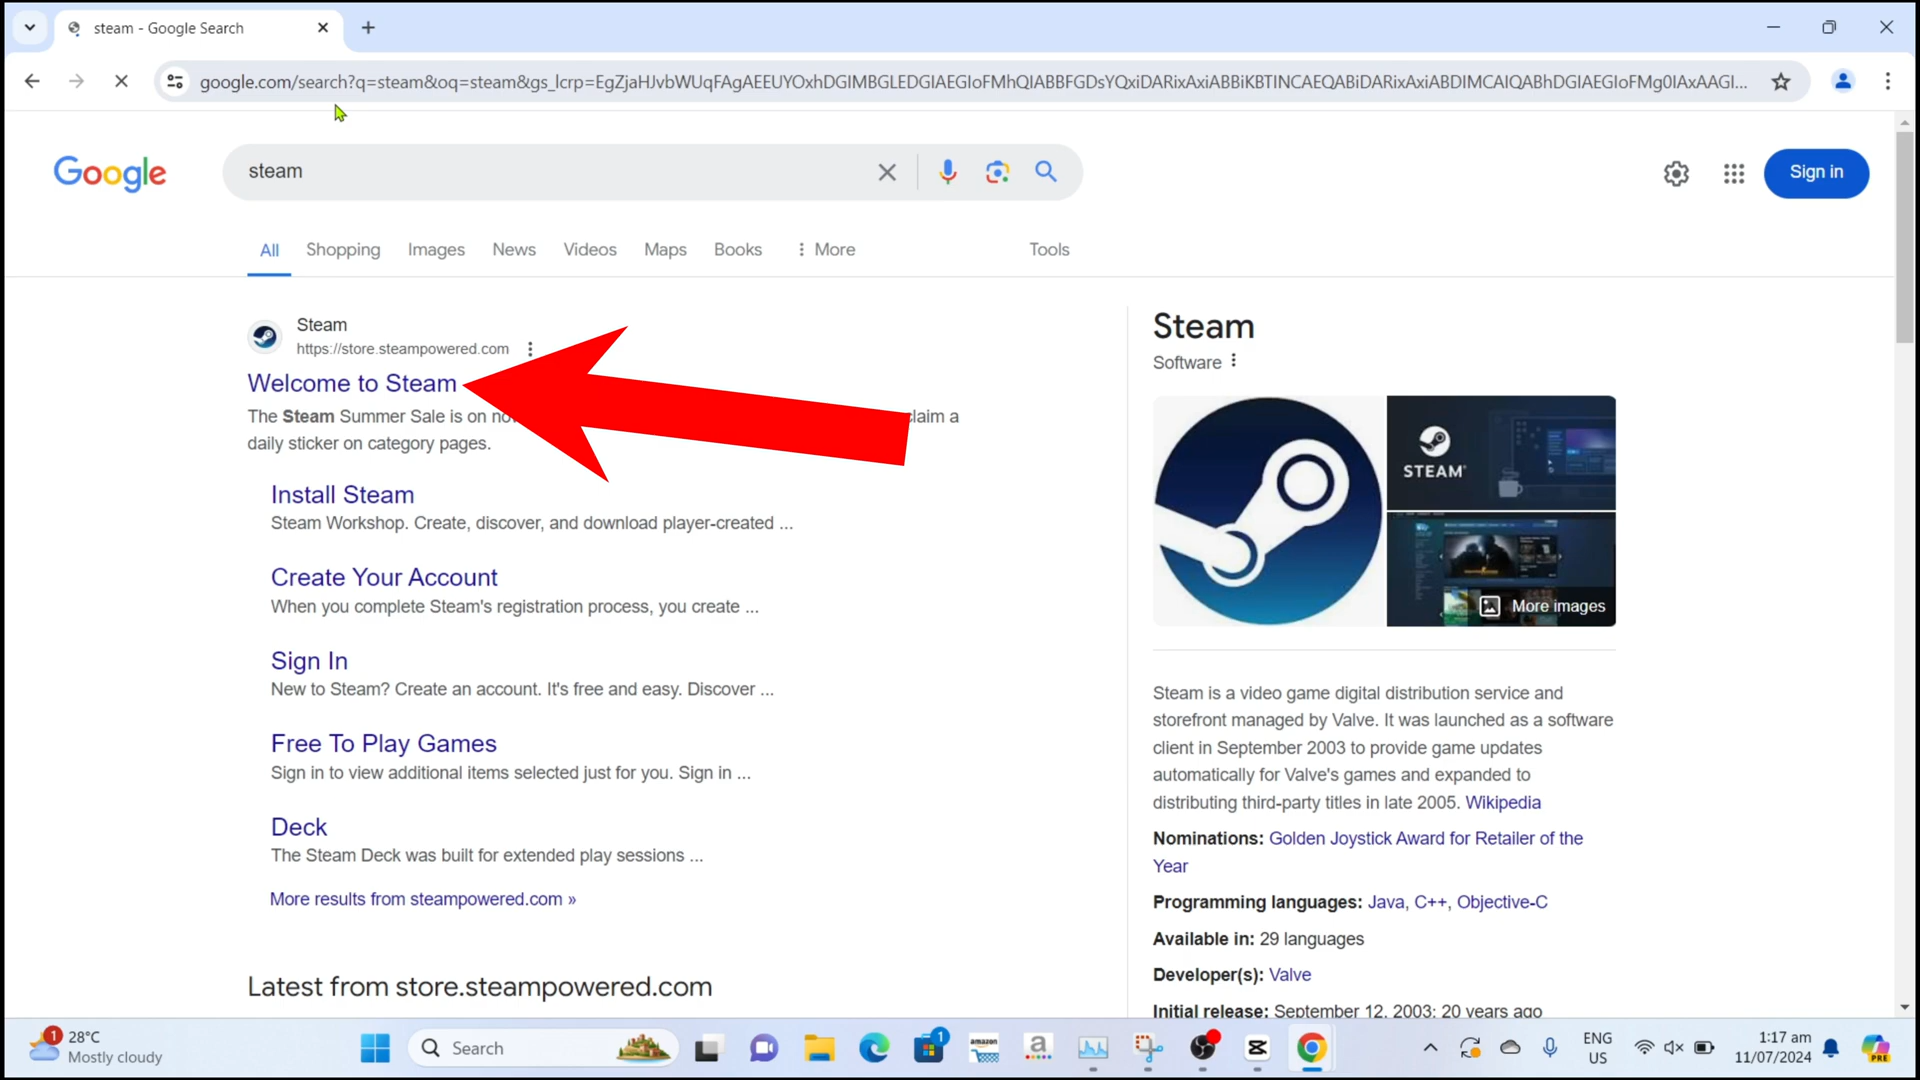 steam - Google Search
google.com/search?q=steam&oq=steam&gs_lcrp=EgZjaHJvbWUqFAgAEEUYOxhDGIMBGLEDGIAEGIoFMhQIABBFGDsYQxiDARixAxiABBiKBTINCAEQABiDARixAxiABDIMCAIQABhDGIAEGIoFMg0IAxAAGI...
Google
steam
Sign in
All Shopping Images News Videos Maps Books More Tools
Steam
https://store.steampowered.com
Welcome to Steam
The Steam Summer Sale is on
daily sticker on category pages.
Install Steam
Steam Workshop. Create, discover, and download player-created ...
Create Your Account
When you complete Steam's registration process, you create ...
Sign In
New to Steam? Create an account. It's free and easy. Discover ...
Free To Play Games
Sign in to view additional items selected just for you. Sign in ...
Deck
The Steam Deck was built for extended play sessions ...
More results from steampowered.com »
Latest from store.steampowered.com
Steam
Software
STEAM
More images
Steam is a video game digital distribution service and
storefront managed by Valve. It was launched as a software
client in September 2003 to provide game updates
automatically for Valve's games and expanded to
distributing third-party titles in late 2005. Wikipedia
Nominations: Golden Joystick Award for Retailer of the
Year
Programming languages: Java, C++, Objective-C
Available in: 29 languages
Developer(s): Valve
Initial release: September 12, 2003; 20 years ago
1
28°C
Mostly cloudy
Search
1
amazon
a
ENG
US
1:17 am
11/07/2024
PRE